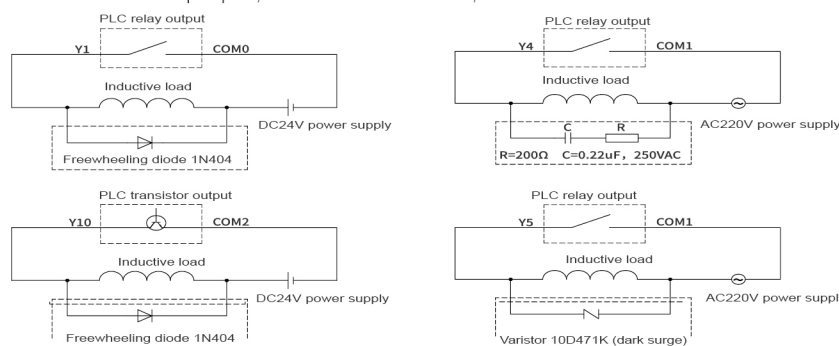 PLC relay output
Y1 COM0
Inductive load
DC24V power supply
Freewheeling diode 1N404
PLC relay output
Y4 COM1
Inductive load
AC220V power supply
C R
R=200Ω C=0.22uF, 250VAC
PLC transistor output
Y10 COM2
Inductive load
DC24V power supply
Freewheeling diode 1N404
PLC relay output
Y5 COM1
Inductive load
AC220V power suppl
Varistor 10D471K (dark surge)